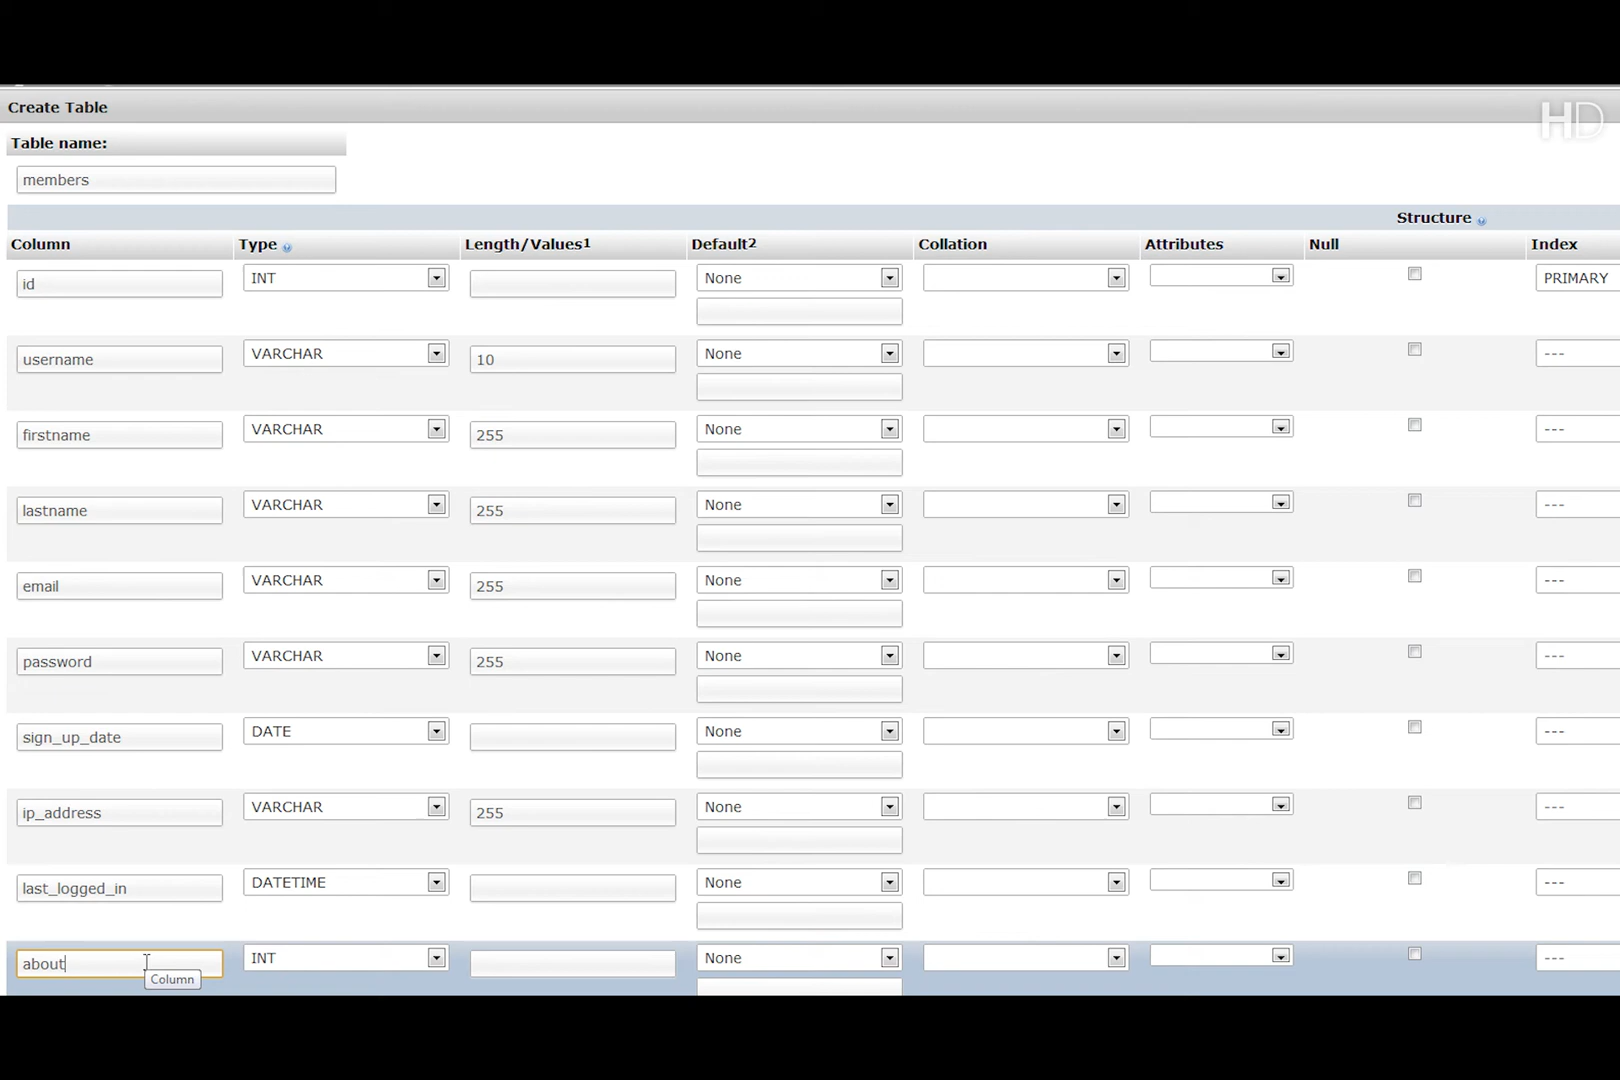 Create Table
HD
Table name:
members
Structure
Column Type Length/Values1 Default2 Collation Attributes Null Index
id INT None PRIMARY
username VARCHAR 10 None ---
firstname VARCHAR 255 None ---
lastname VARCHAR 255 None ---
email VARCHAR 255 None ---
password VARCHAR 255 None ---
sign_up_date DATE None ---
ip_address VARCHAR 255 None ---
last_logged_in DATETIME None ---
about INT None ---
Column